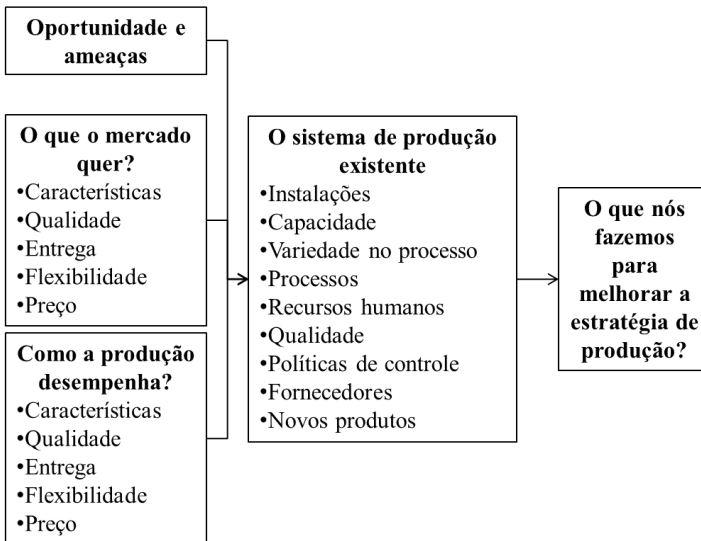 Oportunidade e
ameaças
O que o mercado
quer?
•Características
•Qualidade
•Entrega
•Flexibilidade
•Preço
Como a produção
desempenha?
•Características
•Qualidade
•Entrega
•Flexibilidade
•Preço
O sistema de produção
existente
•Instalações
•Capacidade
•Variedade no processo
•Processos
•Recursos humanos
•Qualidade
•Políticas de controle
•Fornecedores
•Novos produtos
O que nós
fazemos
para
melhorar a
estratégia de
produção?